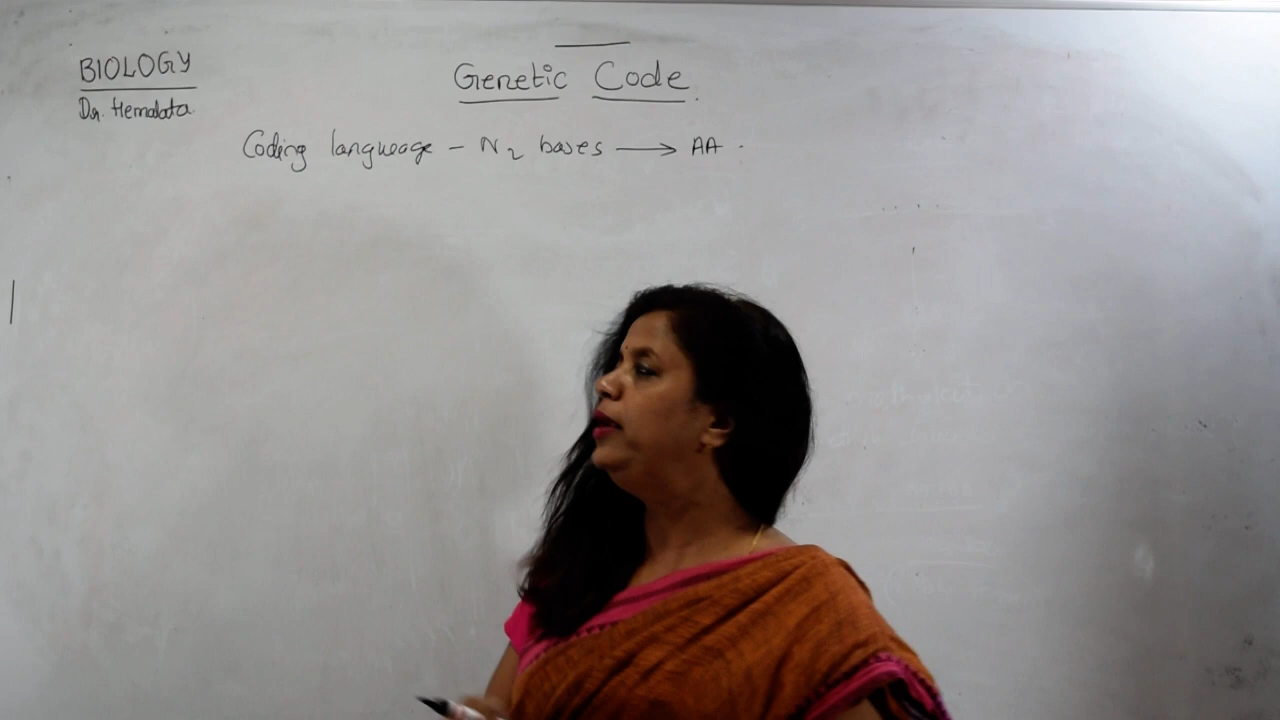 BIOLOGY
Dr. Hemalata
Genetic Code.
Coding language - N₂ bases → AA.